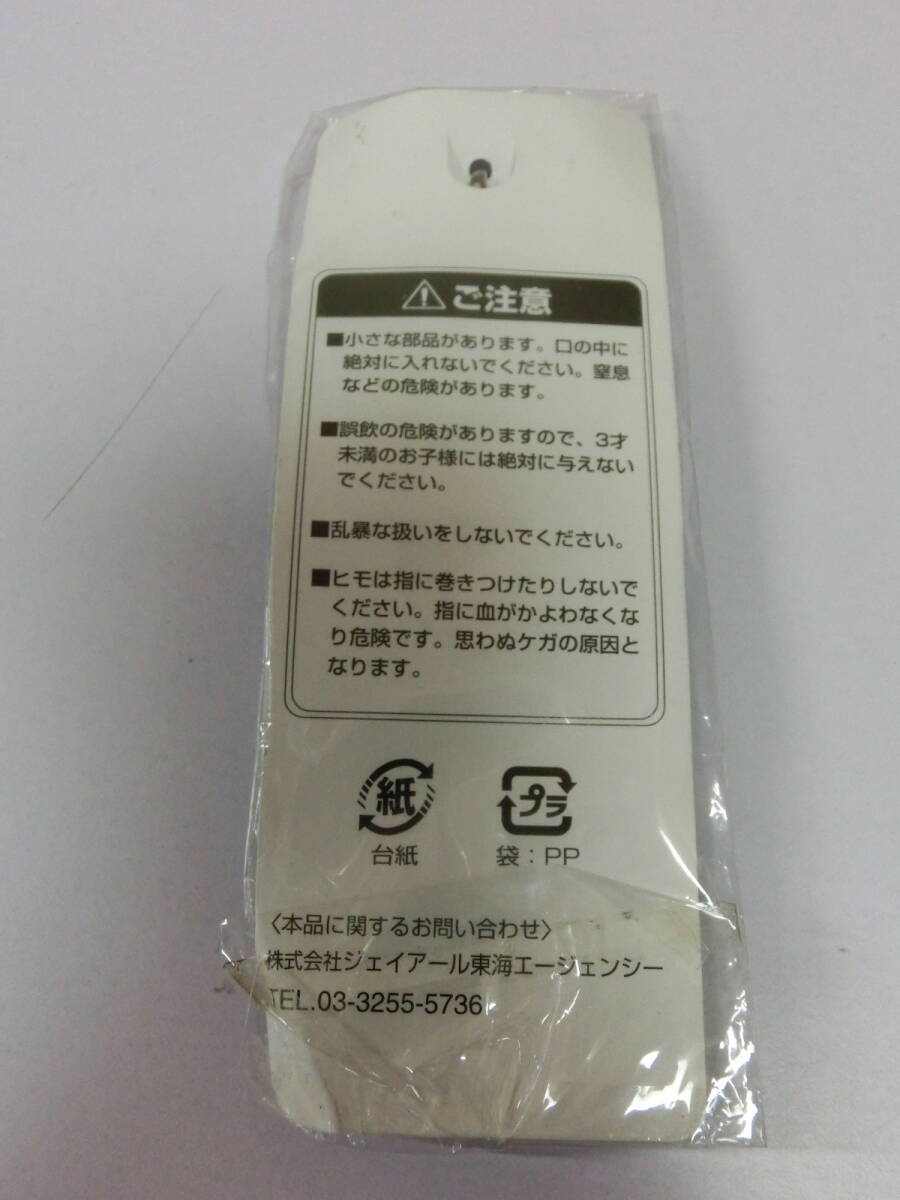 ご注意
■小さな部品があります。口の中に
絶対に入れないでください。窒息
などの危険があります。
■誤飲の危険がありますので、3才
未満のお子様には絶対に与えない
でください。
■乱暴な扱いをしないでください。
■ヒモは指に巻きつけたりしないで
ください。指に血がかよわなくな
り危険です。思わぬケガの原因と
なります。
紙 プラ
台紙 袋：PP
〈本品に関するお問い合わせ〉
株式会社ジェイアール東海エージェンシー
TEL.03-3255-5736